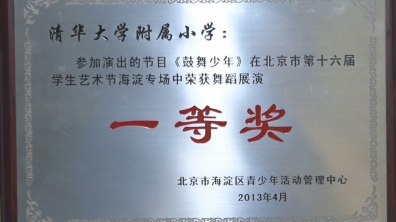 清华大学附属小学：
参加演出的节目《鼓舞少年》在北京市第十六届
学生艺术节海淀专场中荣获舞蹈展演
一等奖
北京市海淀区青少年活动管理中心
2013年4月